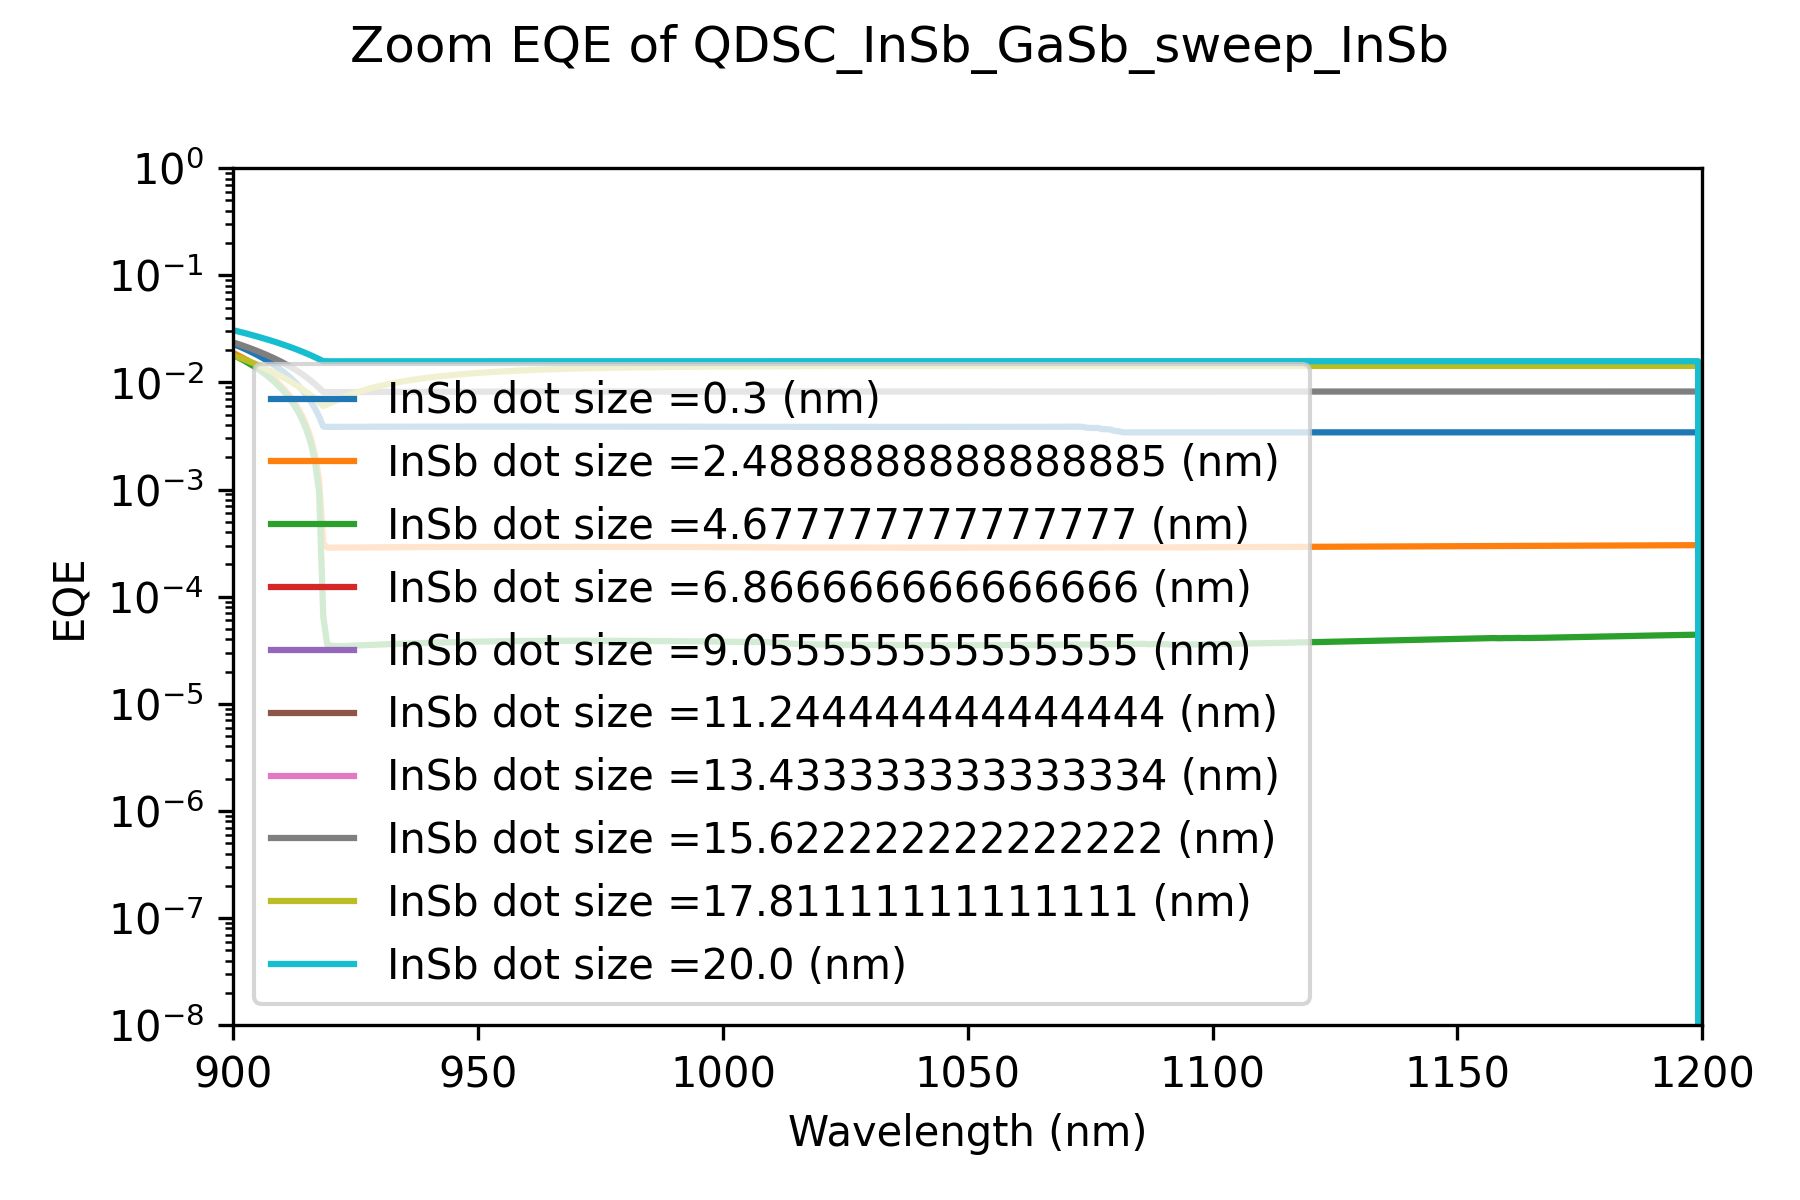 Zoom EQE of QDSC_InSb_GaSb_sweep_InSb
10⁰
10⁻¹
10⁻²
10⁻³
10⁻⁴
10⁻⁵
10⁻⁶
10⁻⁷
10⁻⁸
EQE
InSb dot size =0.3 (nm)
InSb dot size =2.4888888888888885 (nm)
InSb dot size =4.677777777777777 (nm)
InSb dot size =6.866666666666666 (nm)
InSb dot size =9.055555555555555 (nm)
InSb dot size =11.244444444444444 (nm)
InSb dot size =13.433333333333334 (nm)
InSb dot size =15.622222222222222 (nm)
InSb dot size =17.81111111111111 (nm)
InSb dot size =20.0 (nm)
900 950 1000 1050 1100 1150 1200
Wavelength (nm)